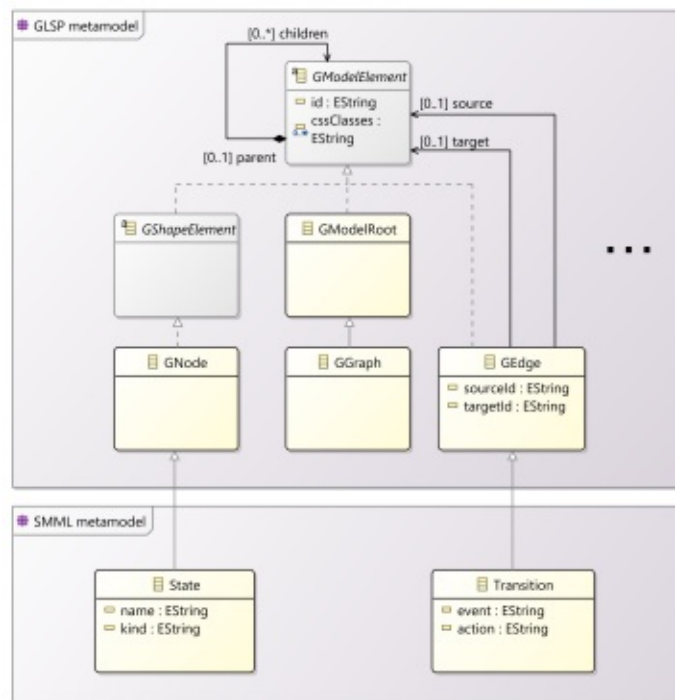 GLSP metamodel
[0..*] children
GModelElement
id : EString
cssClasses :
EString
[0..1] source
[0..1] target
[0..1] parent
GShapeElement
GModelRoot
...
GNode
GGraph
GEdge
sourceId : EString
targetId : EString
SMML metamodel
State
name : EString
kind : EString
Transition
event : EString
action : EString